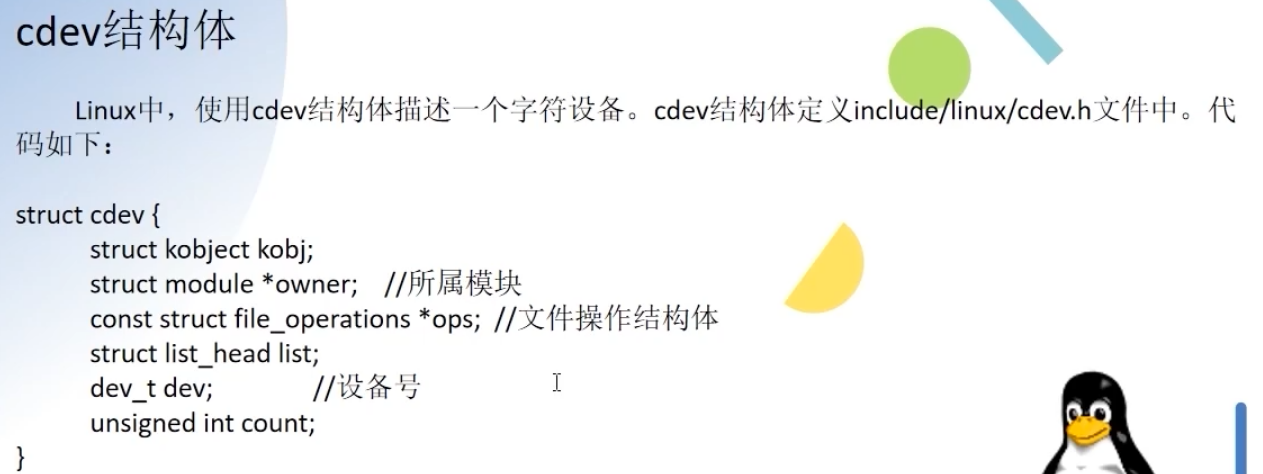 cdev结构体
Linux中，使用cdev结构体描述一个字符设备。cdev结构体定义include/linux/cdev.h文件中。代
码如下：
struct cdev {
struct kobject kobj;
struct module *owner; //所属模块
const struct file_operations *ops; //文件操作结构体
struct list_head list;
dev_t dev; //设备号
unsigned int count;
}